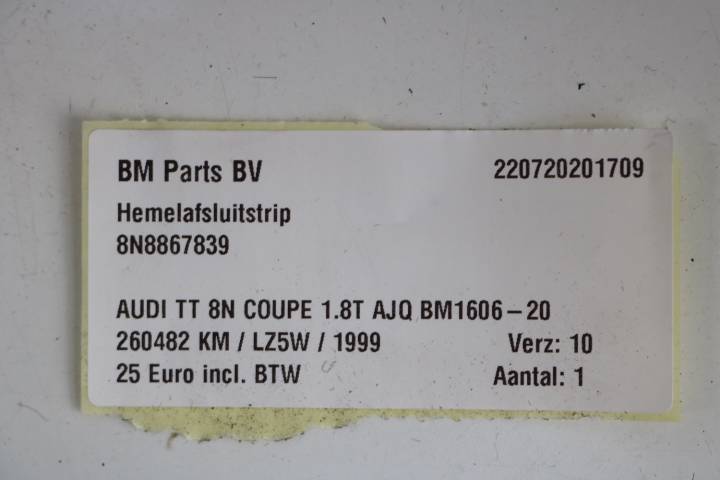 BM Parts BV 220720201709
Hemelafsluitstrip
8N8867839
AUDI TT 8N COUPE 1.8T AJQ BM1606-20
260482 KM / LZ5W / 1999 Verz: 10
25 Euro incl. BTW Aantal: 1